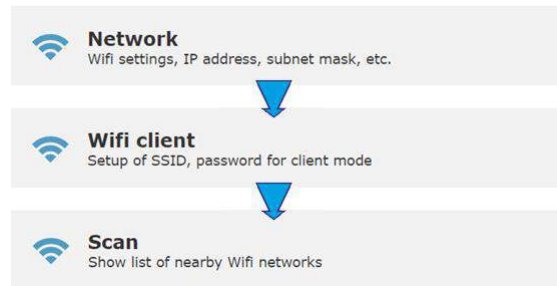 Network
Wifi settings, IP address, subnet mask, etc.
Wifi client
Setup of SSID, password for client mode
Scan
Show list of nearby Wifi networks